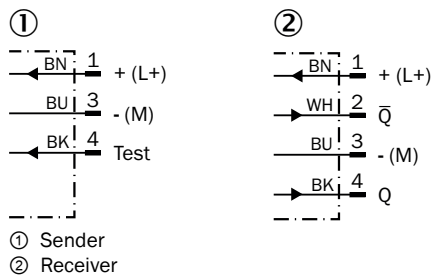 ① ②
BN 1 + (L+)
BU 3 - (M)
BK 4 Test
BN 1 + (L+)
WH 2 Q̅
BU 3 - (M)
BK 4 Q
① Sender
② Receiver